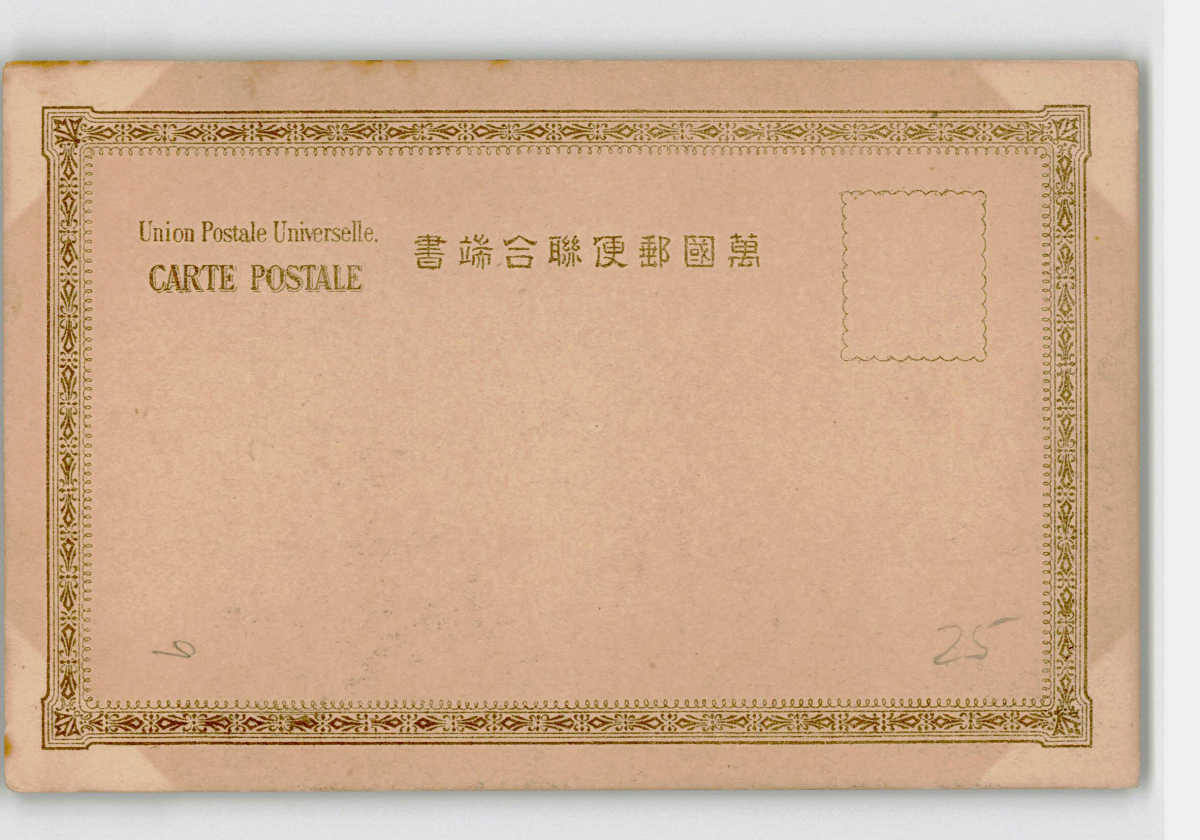 Union Postale Universelle.
CARTE POSTALE
書端合聯便郵國萬
25